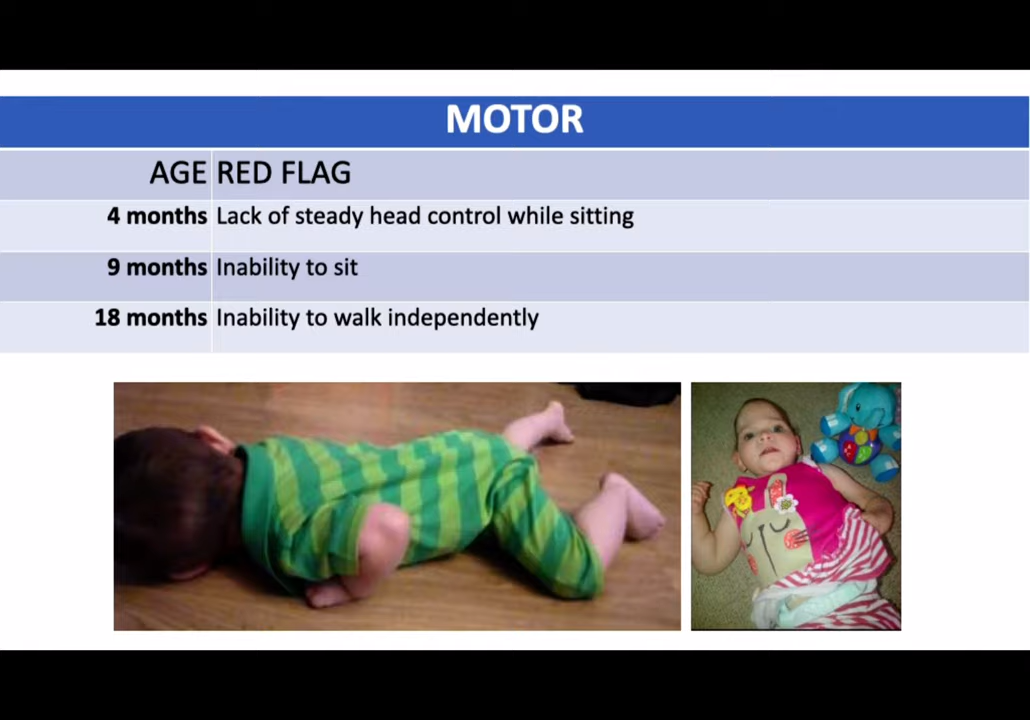 MOTOR
AGE RED FLAG
4 months Lack of steady head control while sitting
9 months Inability to sit
18 months Inability to walk independently